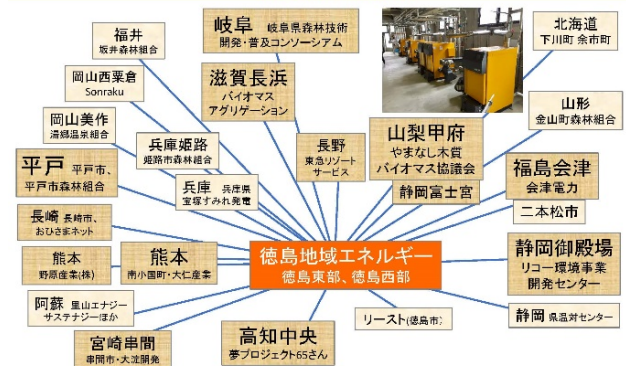 福井
坂井森林組合
岐阜 岐阜県森林技術
開発・普及コンソーシアム
北海道
下川町 余市町
岡山西粟倉
Sonraku
滋賀長浜
バイオマス
アグリゲーション
山形
金山町森林組合
岡山美作
湯郷温泉組合
兵庫姫路
姫路市森林組合
長野
東急リゾート
サービス
山梨甲府
やまなし木質
バイオマス協議会
平戸 平戸市、
平戸市森林組合
兵庫 兵庫県
宝塚すみれ発電
静岡富士宮
福島会津
会津電力
二本松市
長崎 長崎市、
おひさまネット
熊本
野原産業(株)
熊本
南小国町・大仁産業
徳島地域エネルギー
徳島東部、徳島西部
静岡御殿場
リコー環境事業
開発センター
阿蘇 里山エナジー
サステナジーほか
リースト(徳島市)
静岡 県温対センター
宮崎串間
串間市・大淀開発
高知中央
夢プロジェクト65さん